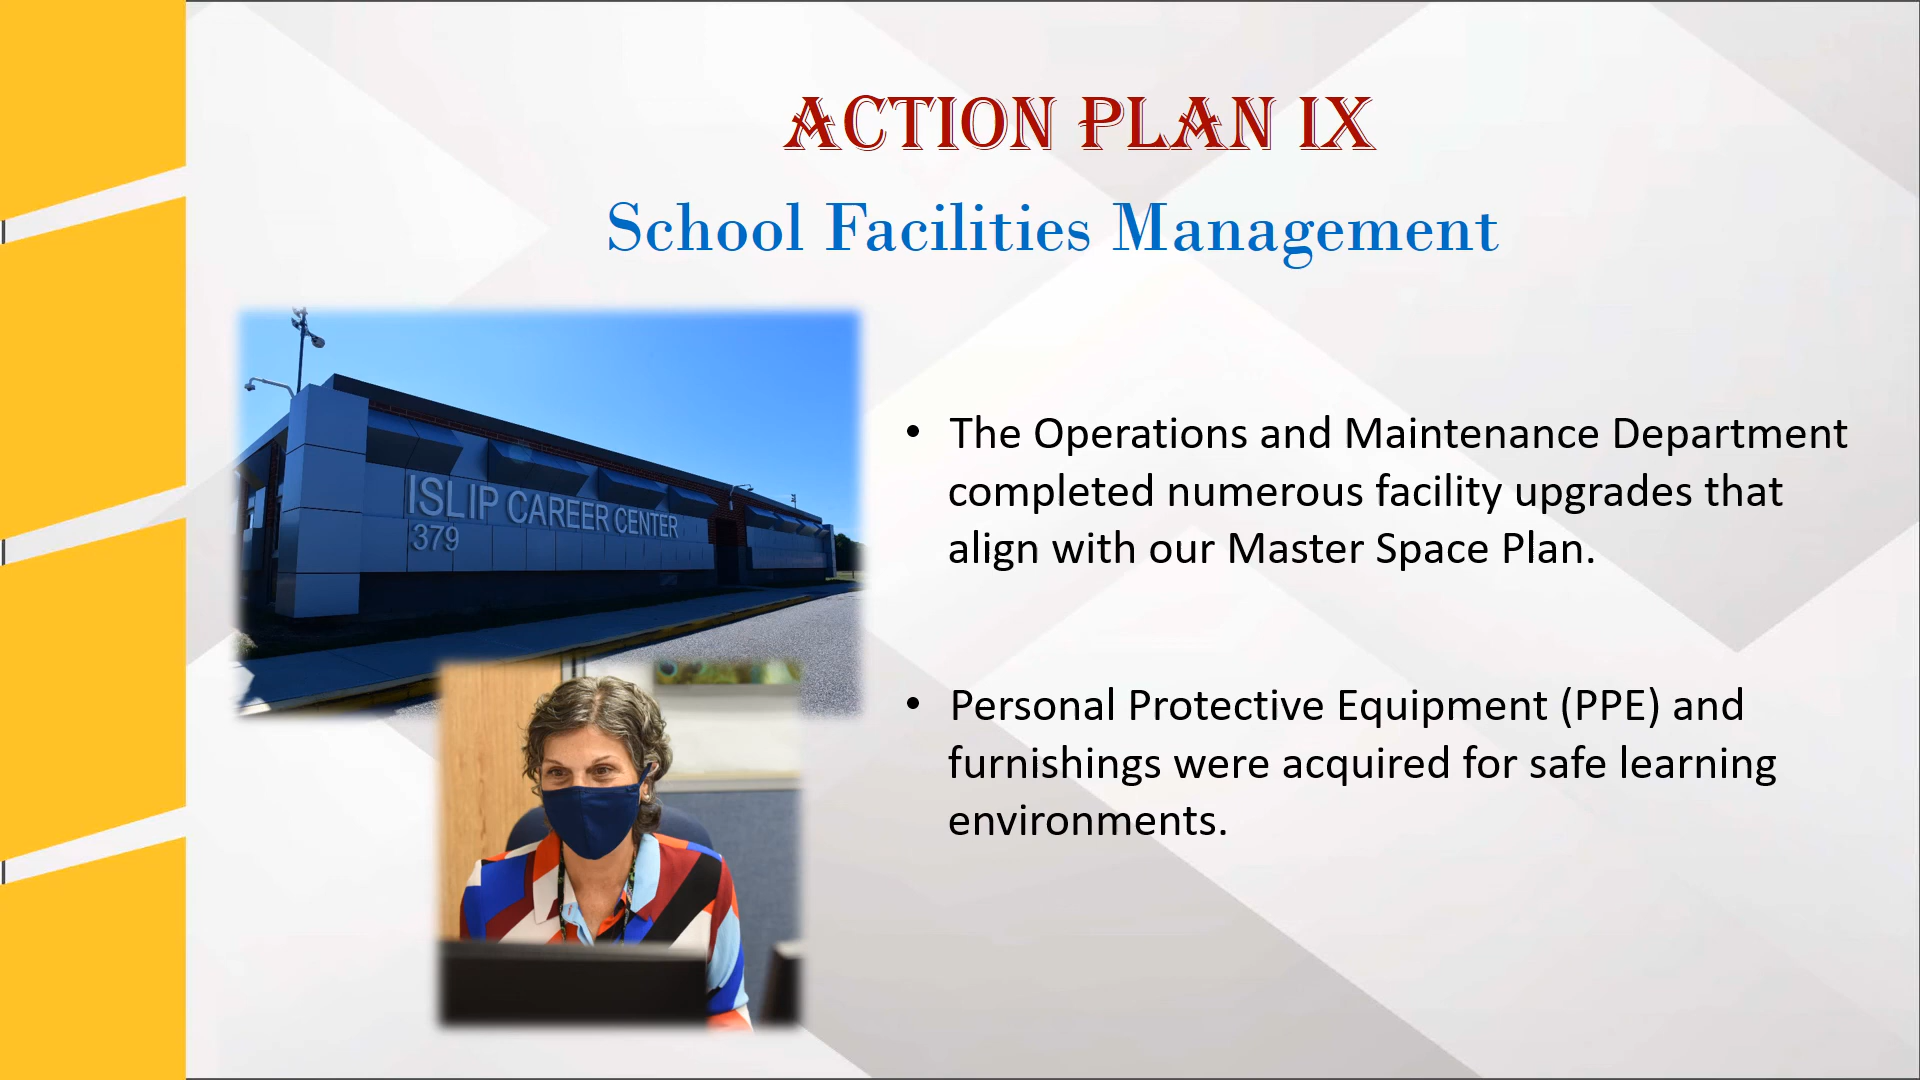 ACTION PLAN IX
School Facilities Management
ISLIP CAREER CENTER
379
• The Operations and Maintenance Department
completed numerous facility upgrades that
align with our Master Space Plan.
• Personal Protective Equipment (PPE) and
furnishings were acquired for safe learning
environments.